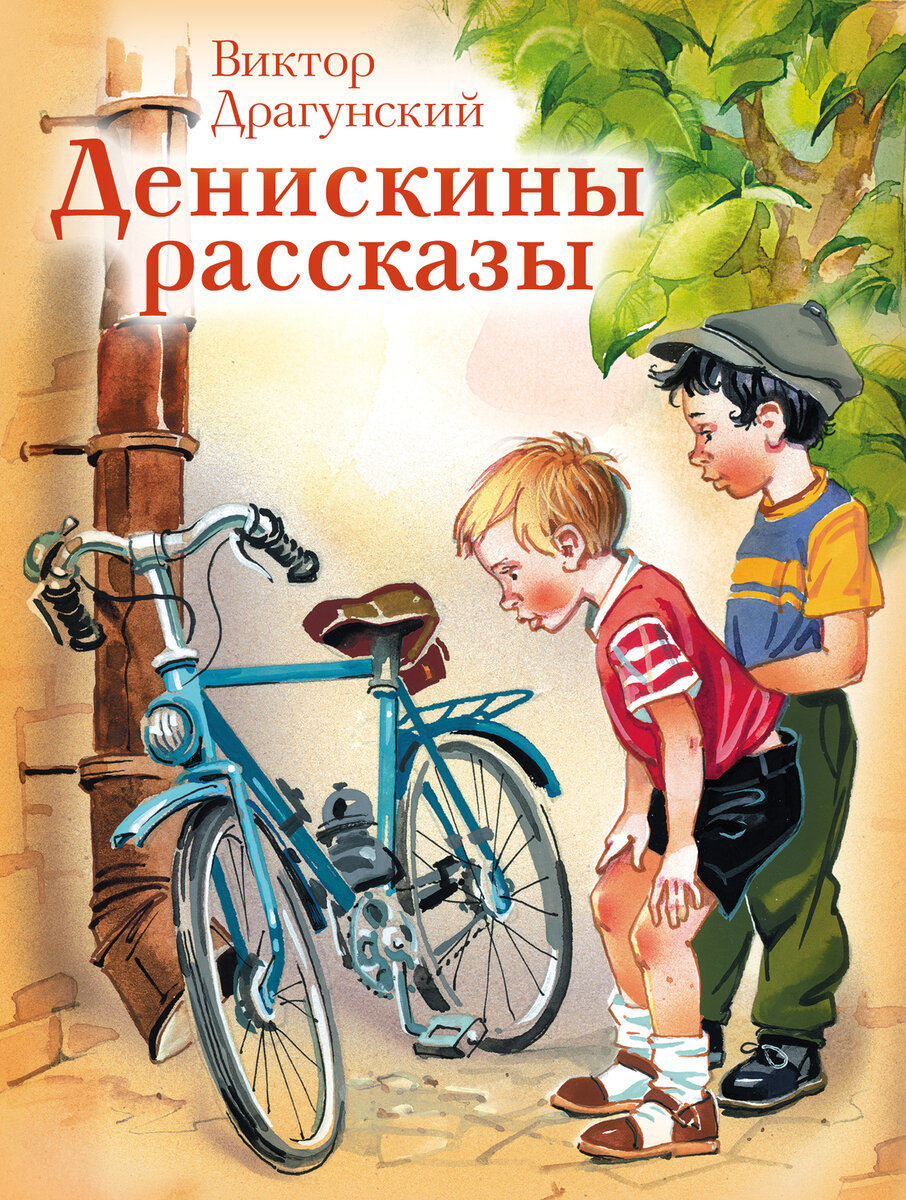 Виктор
Драгунский
Денискины
рассказы